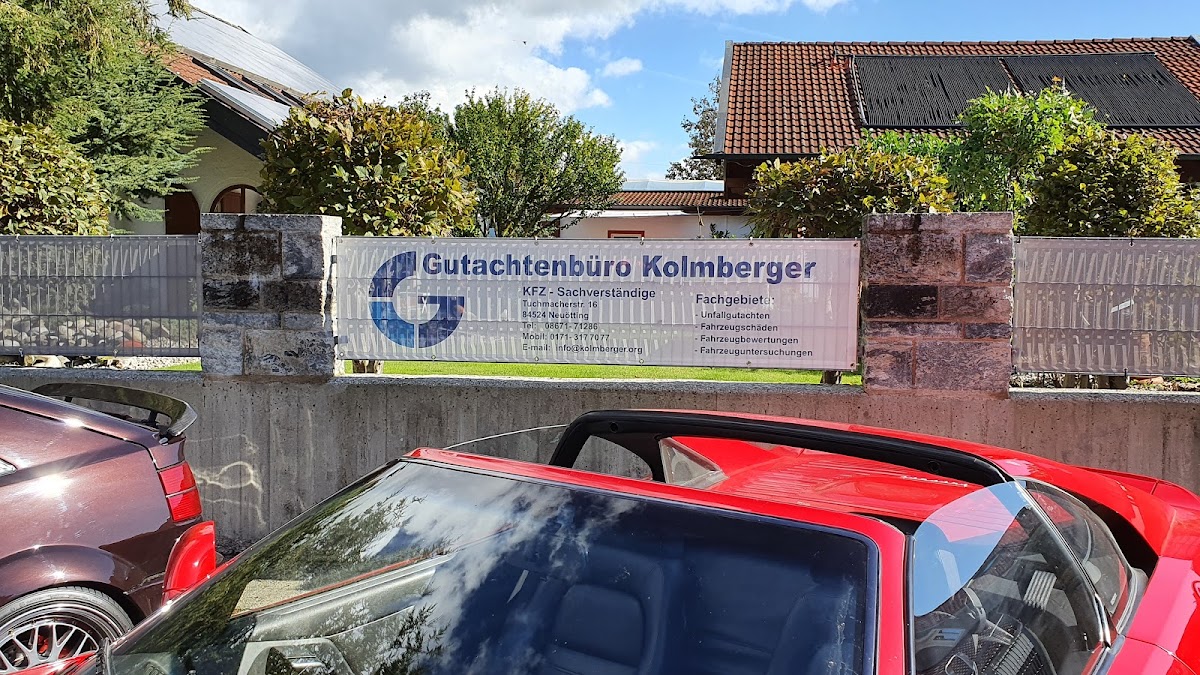 Gutachtenbüro Kolmberger
KFZ - Sachverständige
Tuchmacherstr. 16
84524 Neuötting
Tel: 08671- 71286
Mobil: 0171- 3177077
E-mail: info@kolmberger.org
Fachgebiete:
- Unfallgutachten
- Fahrzeugschäden
- Fahrzeugbewertungen
- Fahrzeuguntersuchungen